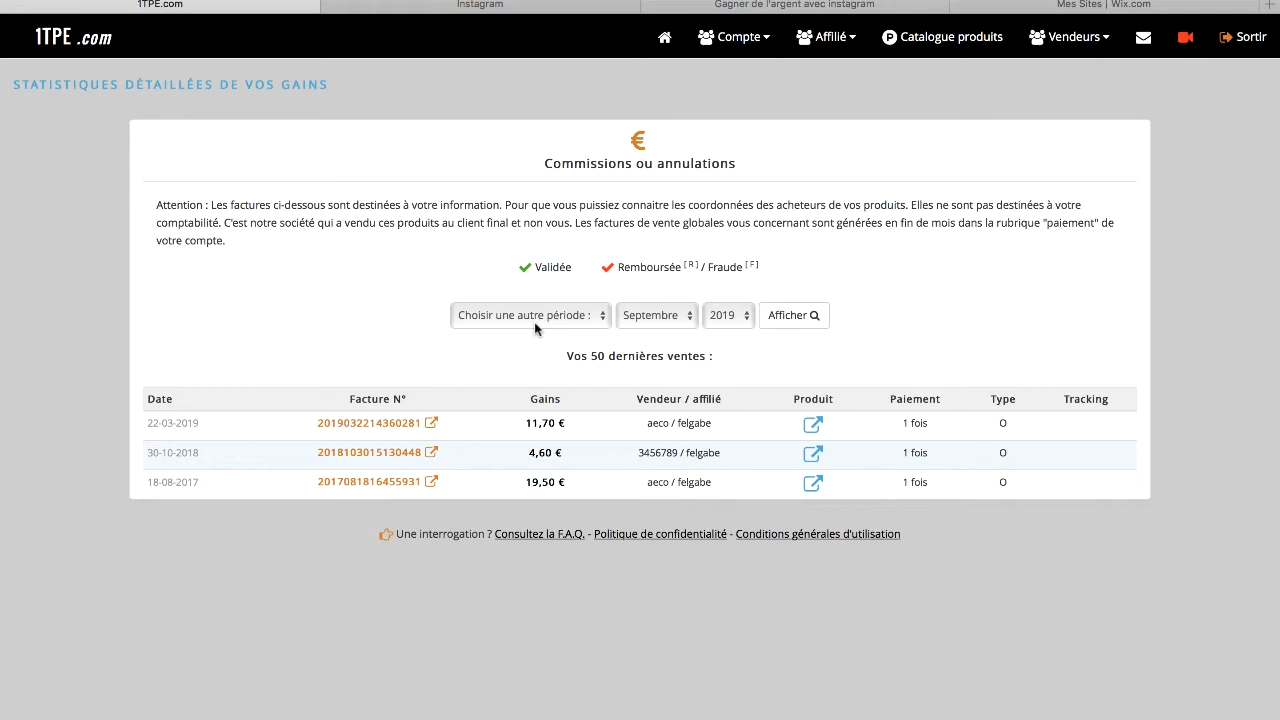 1TPE.com
Instagram
Gagner de l'argent avec instagram
Mes Sites | Wix.com
1TPE .com
Compte
Affilié
Catalogue produits
Vendeurs
Sortir
STATISTIQUES DÉTAILLÉES DE VOS GAINS
€
Commissions ou annulations
Attention : Les factures ci-dessous sont destinées à votre information. Pour que vous puissiez connaitre les coordonnées des acheteurs de vos produits. Elles ne sont pas destinées à votre
comptabilité. C'est notre société qui a vendu ces produits au client final et non vous. Les factures de vente globales vous concernant sont générées en fin de mois dans la rubrique "paiement" de
votre compte.
Validée Remboursée [R] / Fraude [F]
Choisir une autre période : Septembre 2019 Afficher
Vos 50 dernières ventes :
Date Facture N° Gains Vendeur / affilié Produit Paiement Type Tracking
22-03-2019 2019032214360281 11,70 € aeco / felgabe 1 fois O
30-10-2018 2018103015130448 4,60 € 3456789 / felgabe 1 fois O
18-08-2017 2017081816455931 19,50 € aeco / felgabe 1 fois O
Une interrogation ? Consultez la F.A.Q. - Politique de confidentialité - Conditions générales d'utilisation